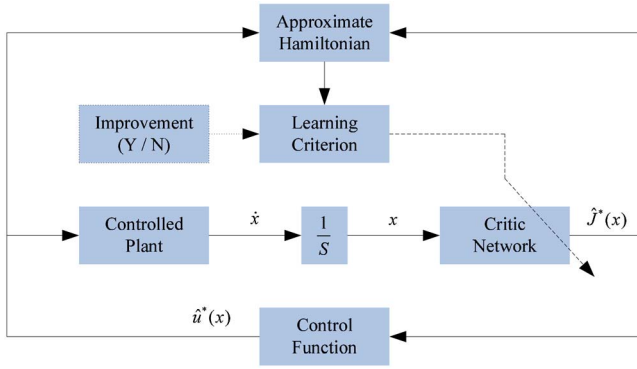 Approximate
Hamiltonian
Improvement
(Y / N)
Learning
Criterion
Controlled
Plant
ẋ
1
S
x
Critic
Network
Ĵ*(x)
û*(x)
Control
Function